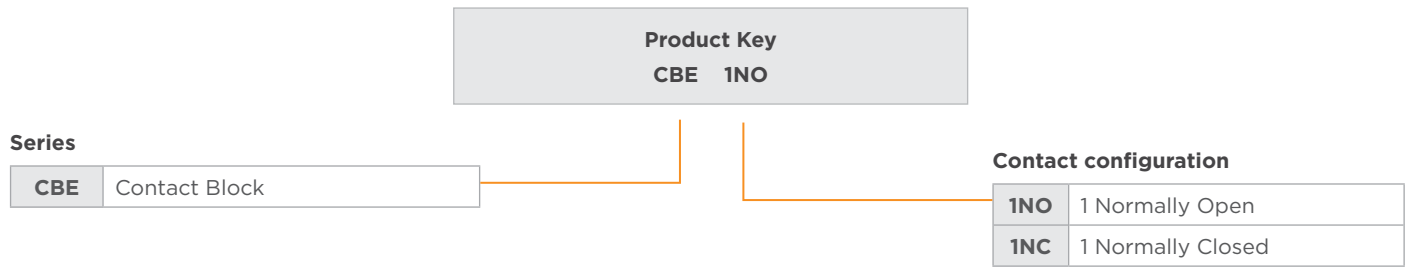 Product Key
CBE 1NO
Series
CBE Contact Block
Contact configuration
1NO 1 Normally Open
1NC 1 Normally Closed